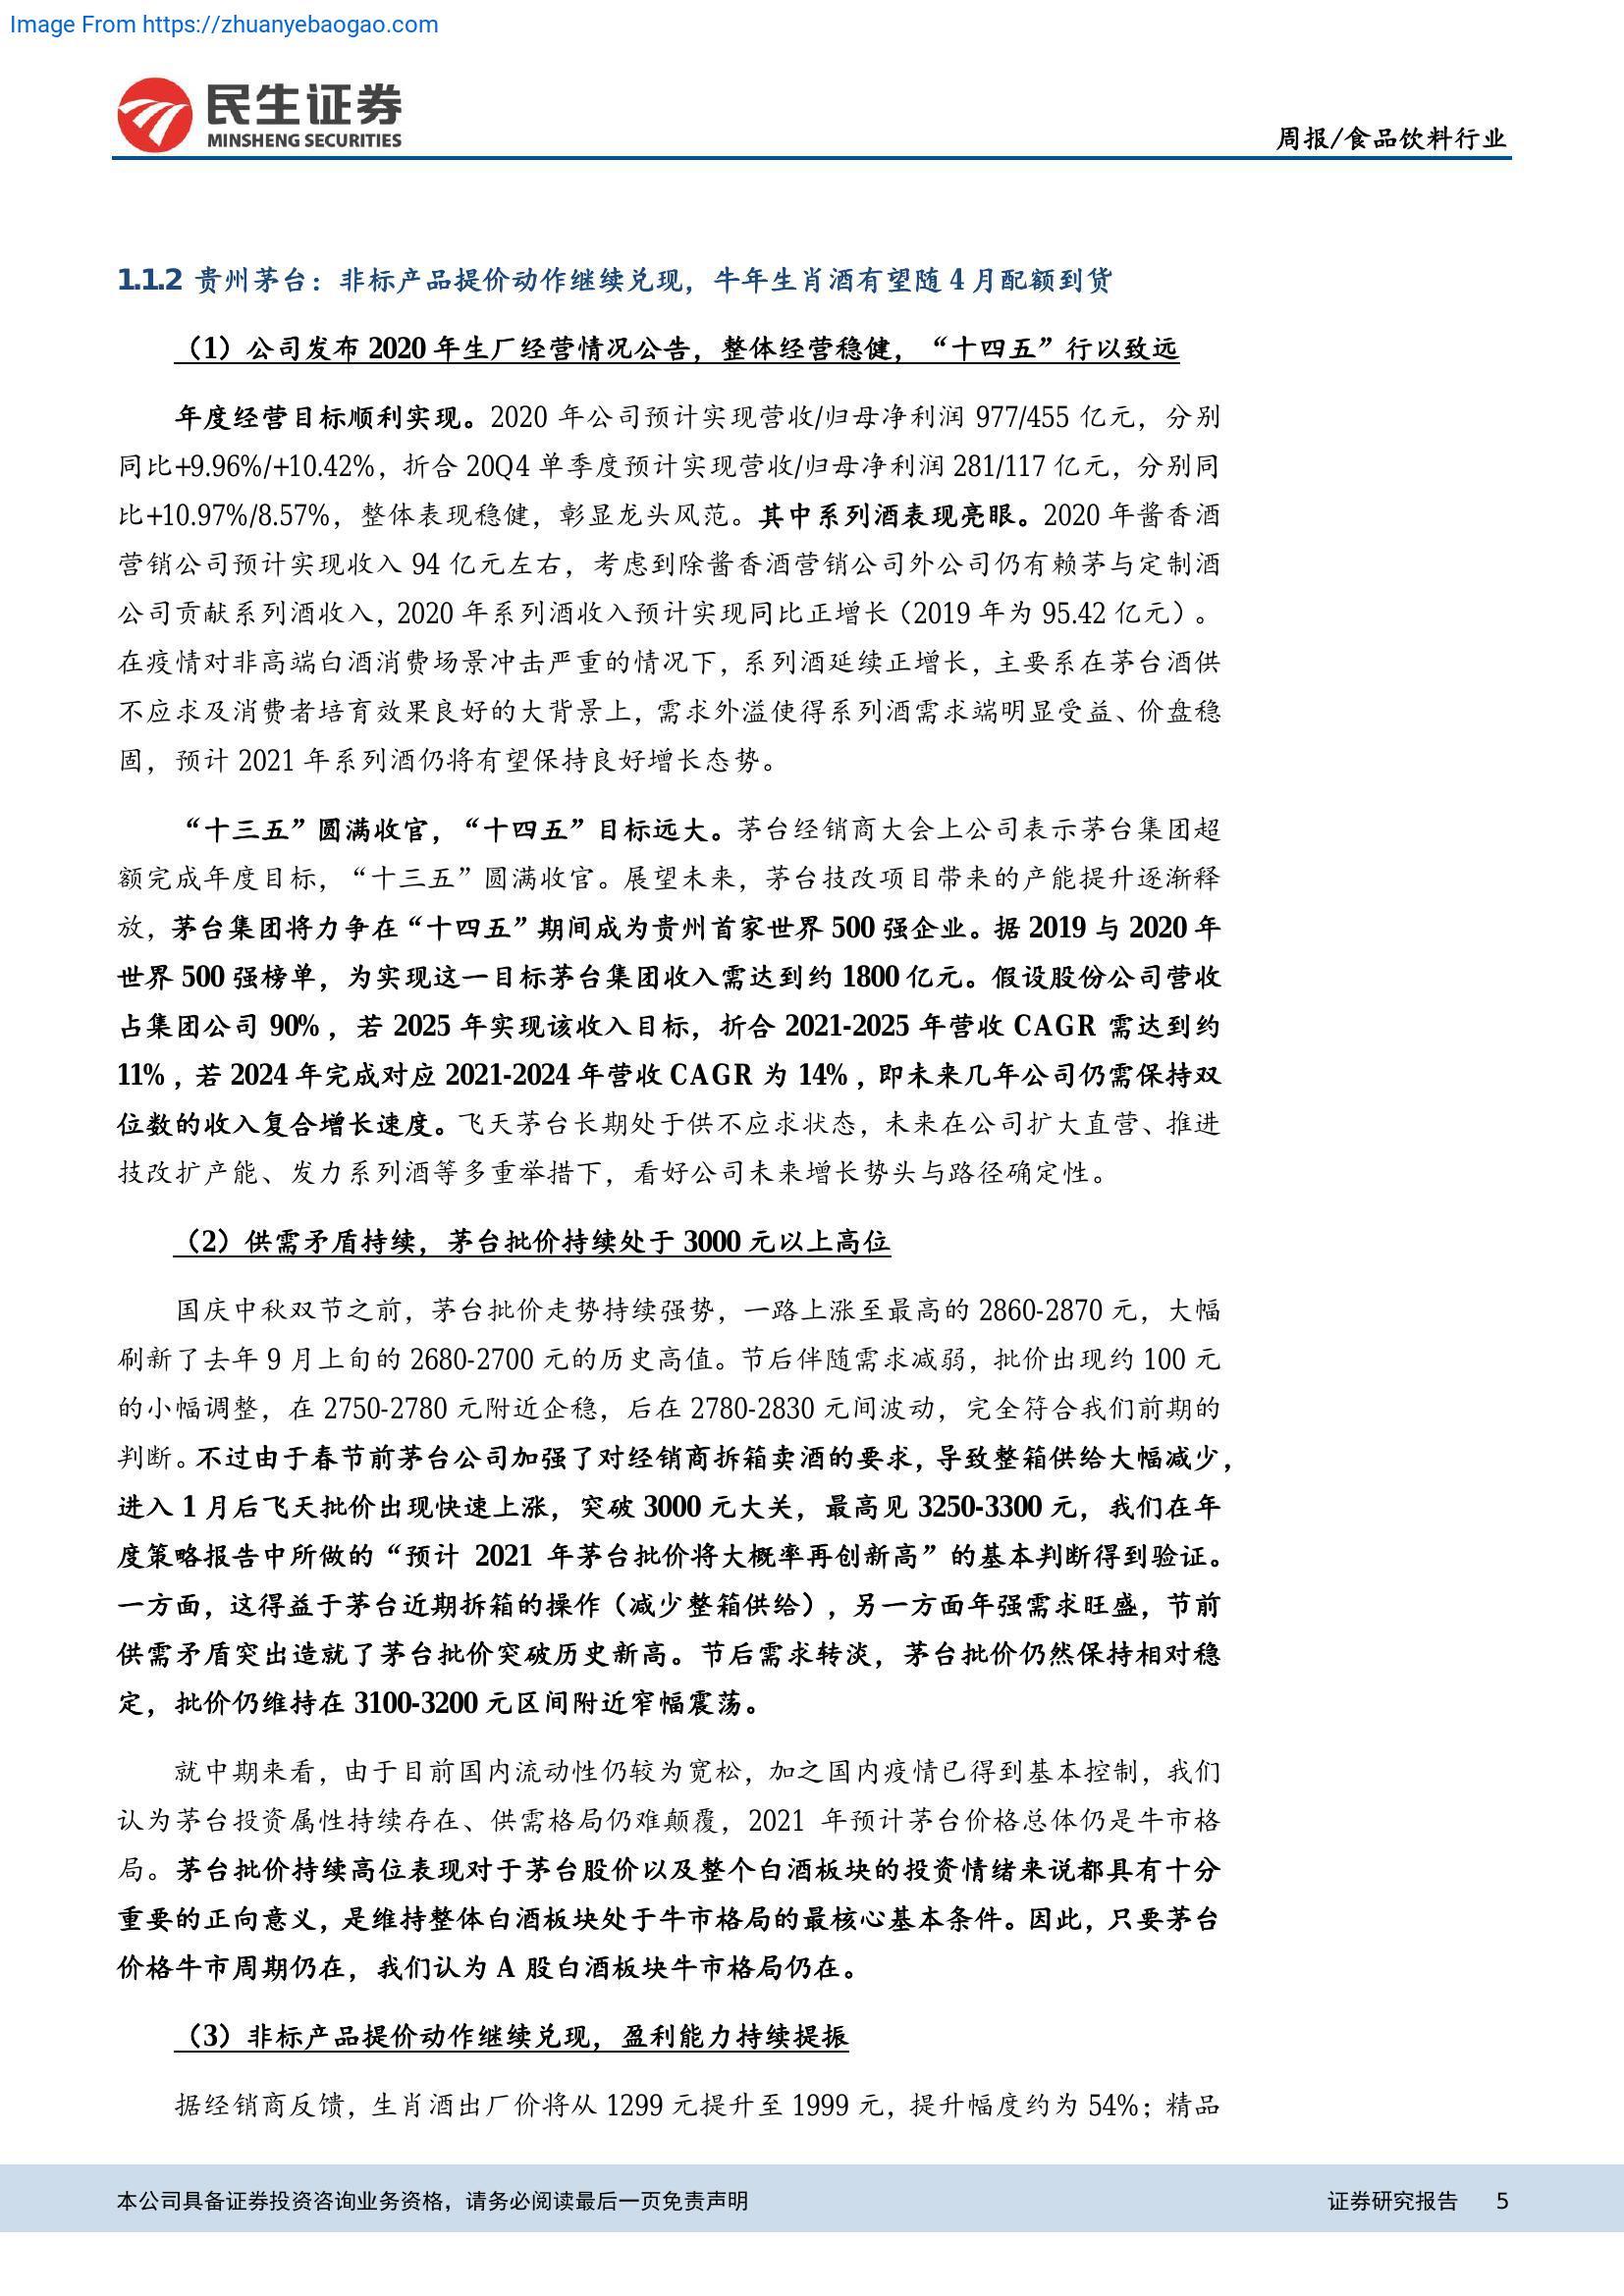 Image From https://zhuanyebaogao.com
民生证券
MINSHENG SECURITIES
周报/食品饮料行业
1.1.2 贵州茅台：非标产品提价动作继续兑现，牛年生肖酒有望随 4 月配额到货
（1）公司发布 2020 年生厂经营情况公告，整体经营稳健，“十四五”行以致远
年度经营目标顺利实现。2020 年公司预计实现营收/归母净利润 977/455 亿元，分别
同比+9.96%/+10.42%，折合 20Q4 单季度预计实现营收/归母净利润 281/117 亿元，分别同
比+10.97%/8.57%，整体表现稳健，彰显龙头风范。其中系列酒表现亮眼。2020 年酱香酒
营销公司预计实现收入 94 亿元左右，考虑到除酱香酒营销公司外公司仍有赖茅与定制酒
公司贡献系列酒收入，2020 年系列酒收入预计实现同比正增长（2019 年为 95.42 亿元）。
在疫情对非高端白酒消费场景冲击严重的情况下，系列酒延续正增长，主要系在茅台酒供
不应求及消费者培育效果良好的大背景上，需求外溢使得系列酒需求端明显受益、价盘稳
固，预计 2021 年系列酒仍将有望保持良好增长态势。
“十三五”圆满收官，“十四五”目标远大。茅台经销商大会上公司表示茅台集团超
额完成年度目标，“十三五”圆满收官。展望未来，茅台技改项目带来的产能提升逐渐释
放，茅台集团将力争在“十四五”期间成为贵州首家世界 500 强企业。据 2019 与 2020 年
世界 500 强榜单，为实现这一目标茅台集团收入需达到约 1800 亿元。假设股份公司营收
占集团公司 90%，若 2025 年实现该收入目标，折合 2021-2025 年营收 CAGR 需达到约
11%，若 2024 年完成对应 2021-2024 年营收 CAGR 为 14%，即未来几年公司仍需保持双
位数的收入复合增长速度。飞天茅台长期处于供不应求状态，未来在公司扩大直营、推进
技改扩产能、发力系列酒等多重举措下，看好公司未来增长势头与路径确定性。
（2）供需矛盾持续，茅台批价持续处于 3000 元以上高位
国庆中秋双节之前，茅台批价走势持续强势，一路上涨至最高的 2860-2870 元，大幅
刷新了去年 9 月上旬的 2680-2700 元的历史高值。节后伴随需求减弱，批价出现约 100 元
的小幅调整，在 2750-2780 元附近企稳，后在 2780-2830 元间波动，完全符合我们前期的
判断。不过由于春节前茅台公司加强了对经销商拆箱卖酒的要求，导致整箱供给大幅减少，
进入 1 月后飞天批价出现快速上涨，突破 3000 元大关，最高见 3250-3300 元，我们在年
度策略报告中所做的“预计 2021 年茅台批价将大概率再创新高”的基本判断得到验证。
一方面，这得益于茅台近期拆箱的操作（减少整箱供给），另一方面年强需求旺盛，节前
供需矛盾突出造就了茅台批价突破历史新高。节后需求转淡，茅台批价仍然保持相对稳
定，批价仍维持在 3100-3200 元区间附近窄幅震荡。
就中期来看，由于目前国内流动性仍较为宽松，加之国内疫情已得到基本控制，我们
认为茅台投资属性持续存在、供需格局仍难颠覆，2021 年预计茅台价格总体仍是牛市格
局。茅台批价持续高位表现对于茅台股价以及整个白酒板块的投资情绪来说都具有十分
重要的正向意义，是维持整体白酒板块处于牛市格局的最核心基本条件。因此，只要茅台
价格牛市周期仍在，我们认为 A 股白酒板块牛市格局仍在。
（3）非标产品提价动作继续兑现，盈利能力持续提振
据经销商反馈，生肖酒出厂价将从 1299 元提升至 1999 元，提升幅度约为 54%；精品
本公司具备证券投资咨询业务资格，请务必阅读最后一页免责声明
证券研究报告 5